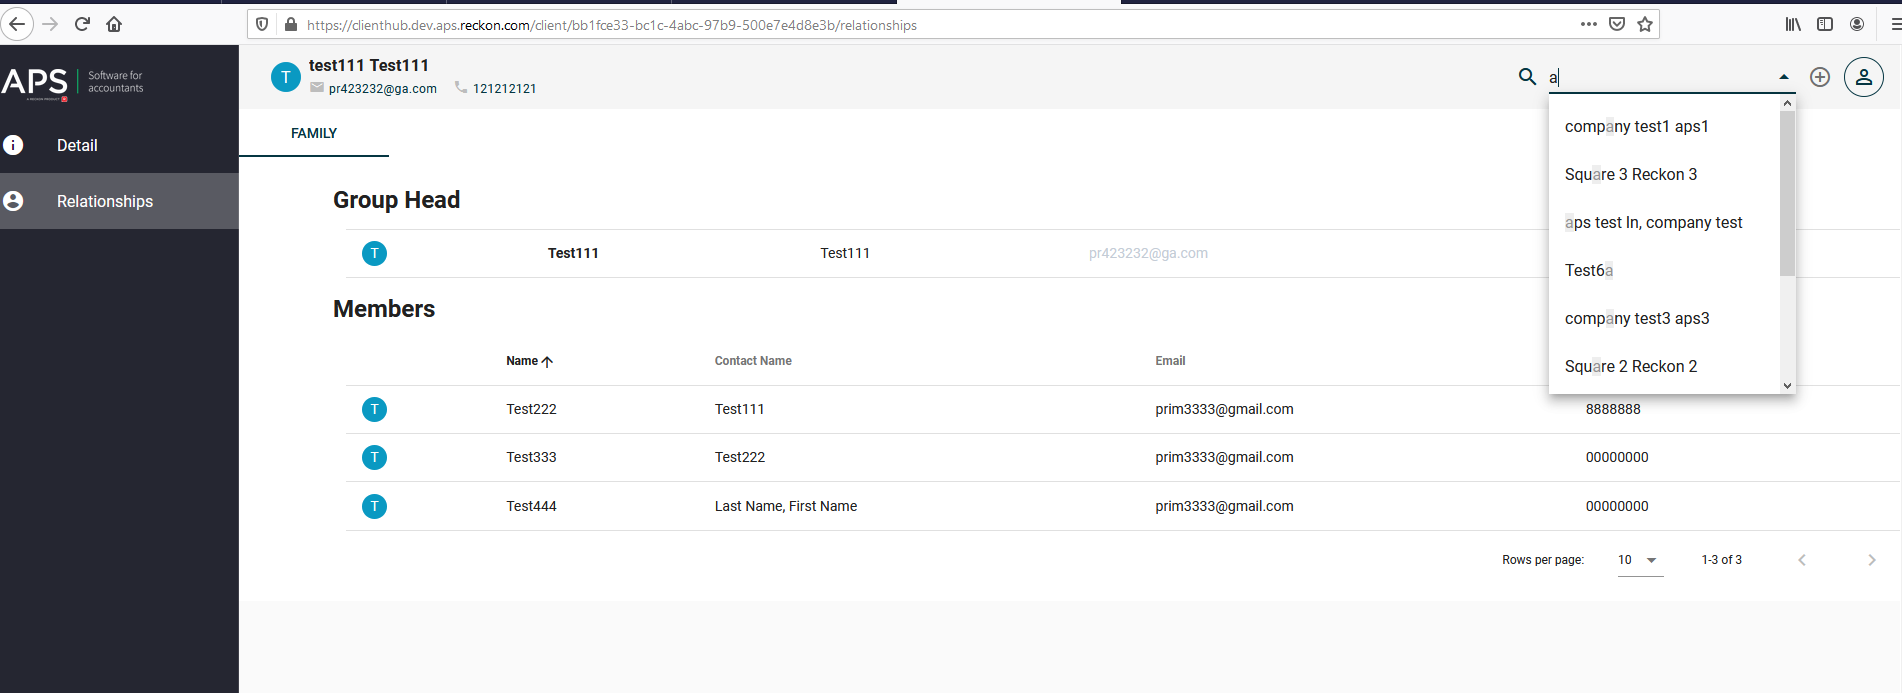 https://clienthub.dev.aps.reckon.com/client/bb1fce33-bc1c-4abc-97b9-500e7e4d8e3b/relationships
APS Software for accountants
A RECKON PRODUCT
Detail
Relationships
T test111 Test111
pr423232@ga.com 121212121
a
FAMILY
company test1 aps1
Square 3 Reckon 3
aps test ln, company test
Test6a
company test3 aps3
Square 2 Reckon 2
Group Head
T Test111 Test111 pr423232@ga.com
Members
Name Contact Name Email
T Test222 Test111 prim3333@gmail.com 8888888
T Test333 Test222 prim3333@gmail.com 00000000
T Test444 Last Name, First Name prim3333@gmail.com 00000000
Rows per page: 10 1-3 of 3